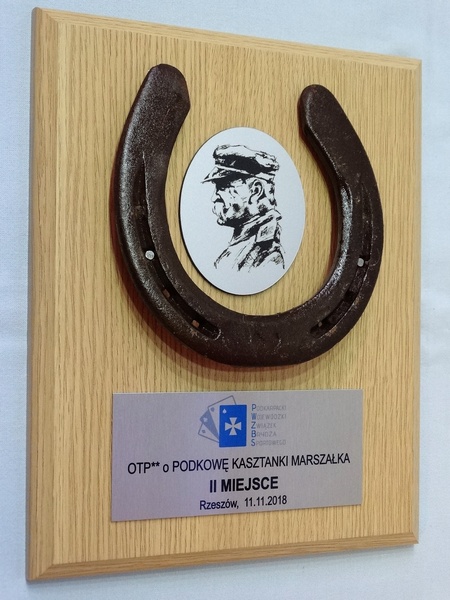 PODKARPACKI
WOJEWÓDZKI
ZWIĄZEK
BRYDŻA
SPORTOWEGO
OTP** o PODKOWĘ KASZTANKI MARSZAŁKA
II MIEJSCE
Rzeszów, 11.11.2018